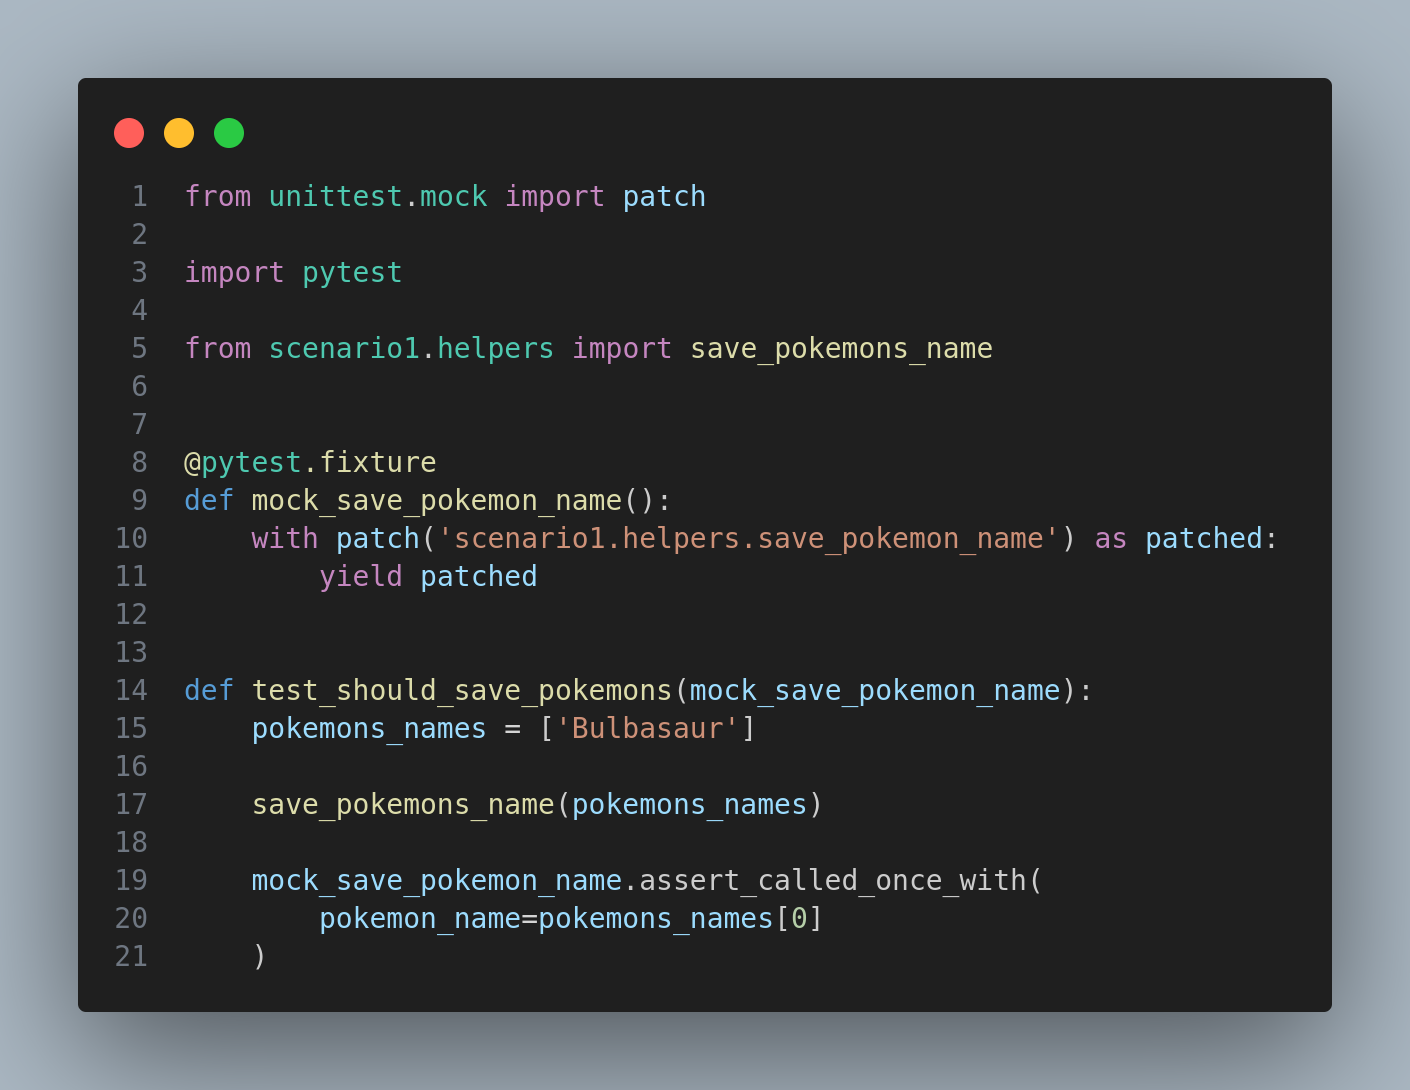 1 from unittest.mock import patch
2
3 import pytest
4
5 from scenario1.helpers import save_pokemons_name
6
7
8 @pytest.fixture
9 def mock_save_pokemon_name():
10     with patch('scenario1.helpers.save_pokemon_name') as patched:
11         yield patched
12
13
14 def test_should_save_pokemons(mock_save_pokemon_name):
15     pokemons_names = ['Bulbasaur']
16
17     save_pokemons_name(pokemons_names)
18
19     mock_save_pokemon_name.assert_called_once_with(
20         pokemon_name=pokemons_names[0]
21     )